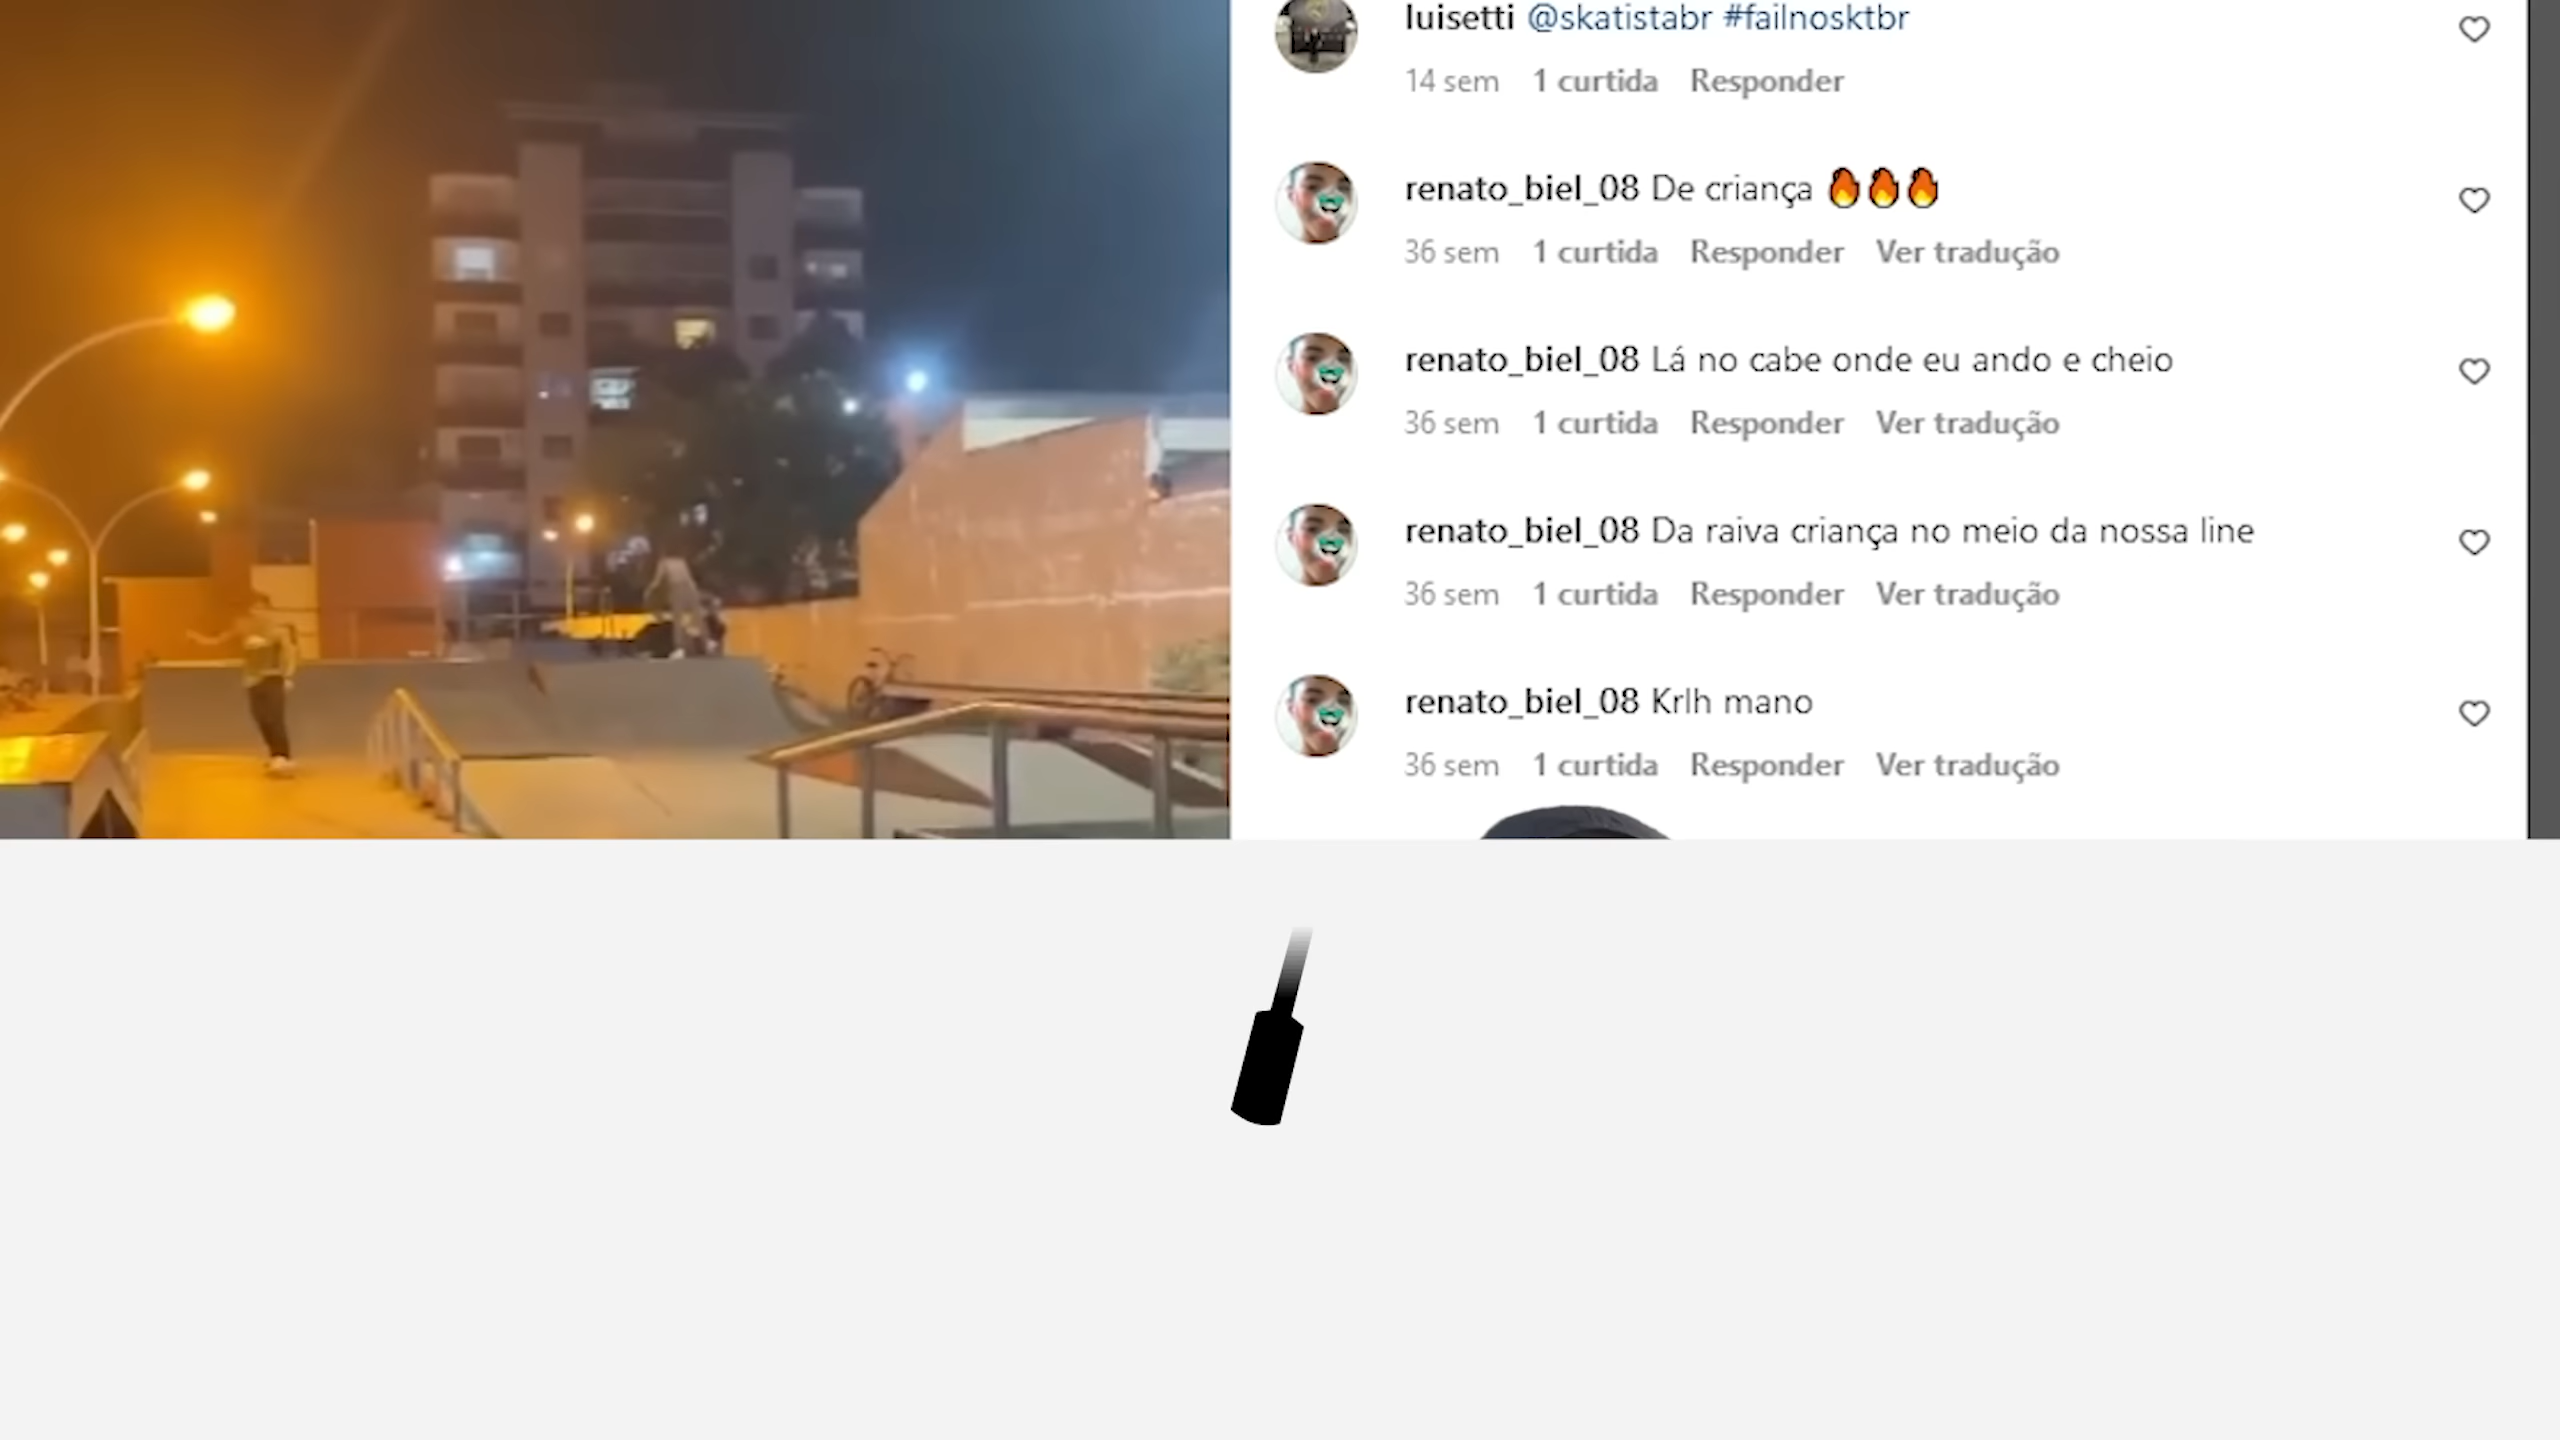 luisetti @skatistabr #failnosktbr
14 sem 1 curtida Responder
renato_biel_08 De criança 🔥🔥🔥
36 sem 1 curtida Responder Ver tradução
renato_biel_08 Lá no cabe onde eu ando e cheio
36 sem 1 curtida Responder Ver tradução
renato_biel_08 Da raiva criança no meio da nossa line
36 sem 1 curtida Responder Ver tradução
renato_biel_08 Krlh mano
36 sem 1 curtida Responder Ver tradução